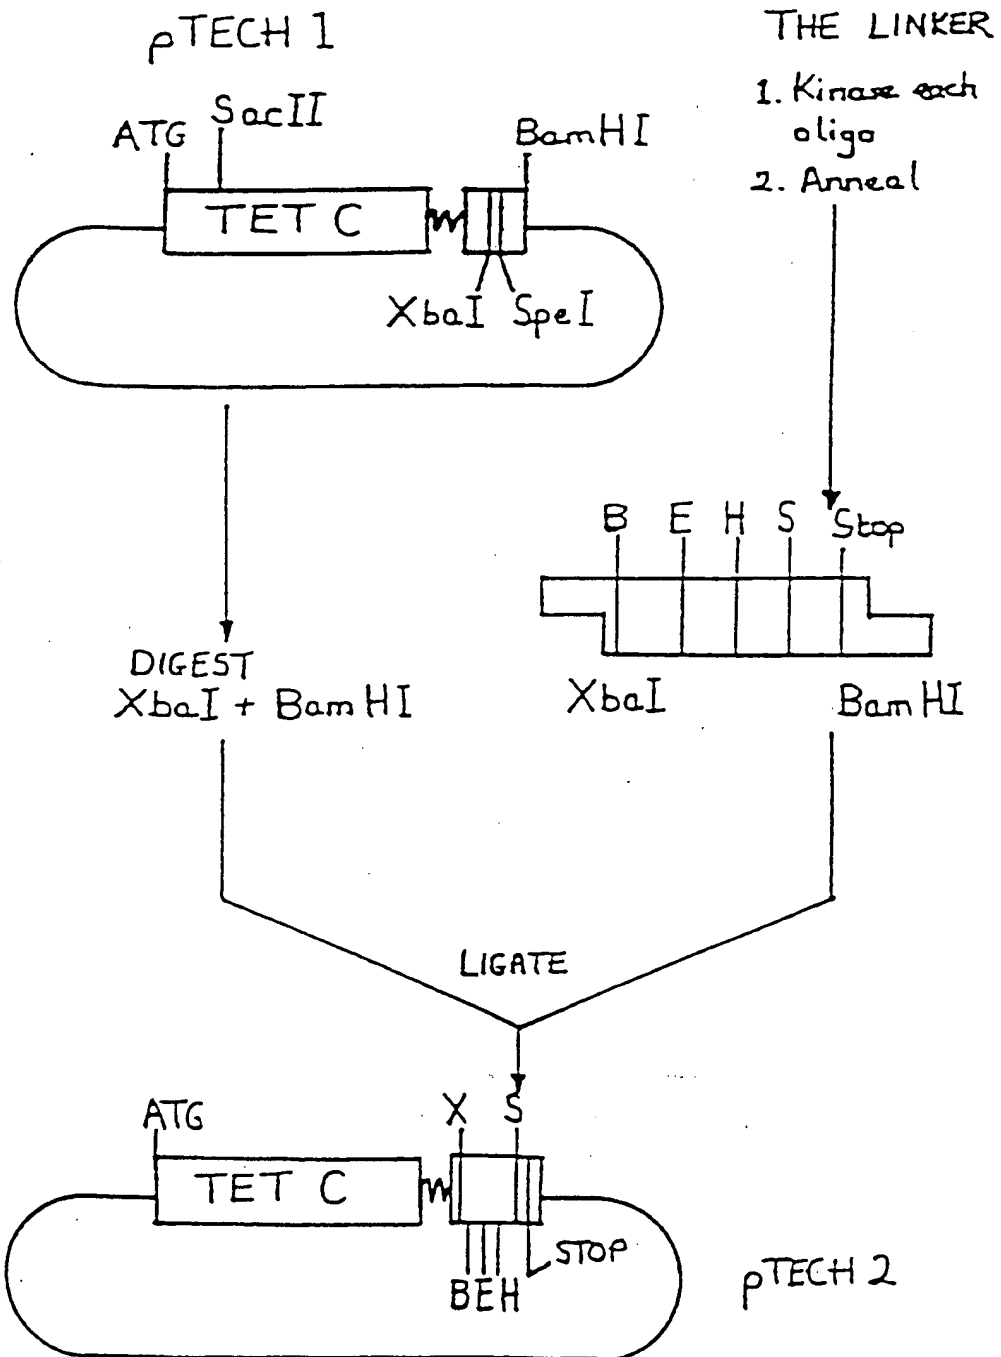 pTECH 1
SacII
ATG
BamHI
TET C
XbaI SpeI
THE LINKER
1. Kinase each
oligo
2. Anneal
B E H S Stop
XbaI BamHI
DIGEST
XbaI + BamHI
LIGATE
ATG X S
TET C
STOP
BEH
pTECH 2